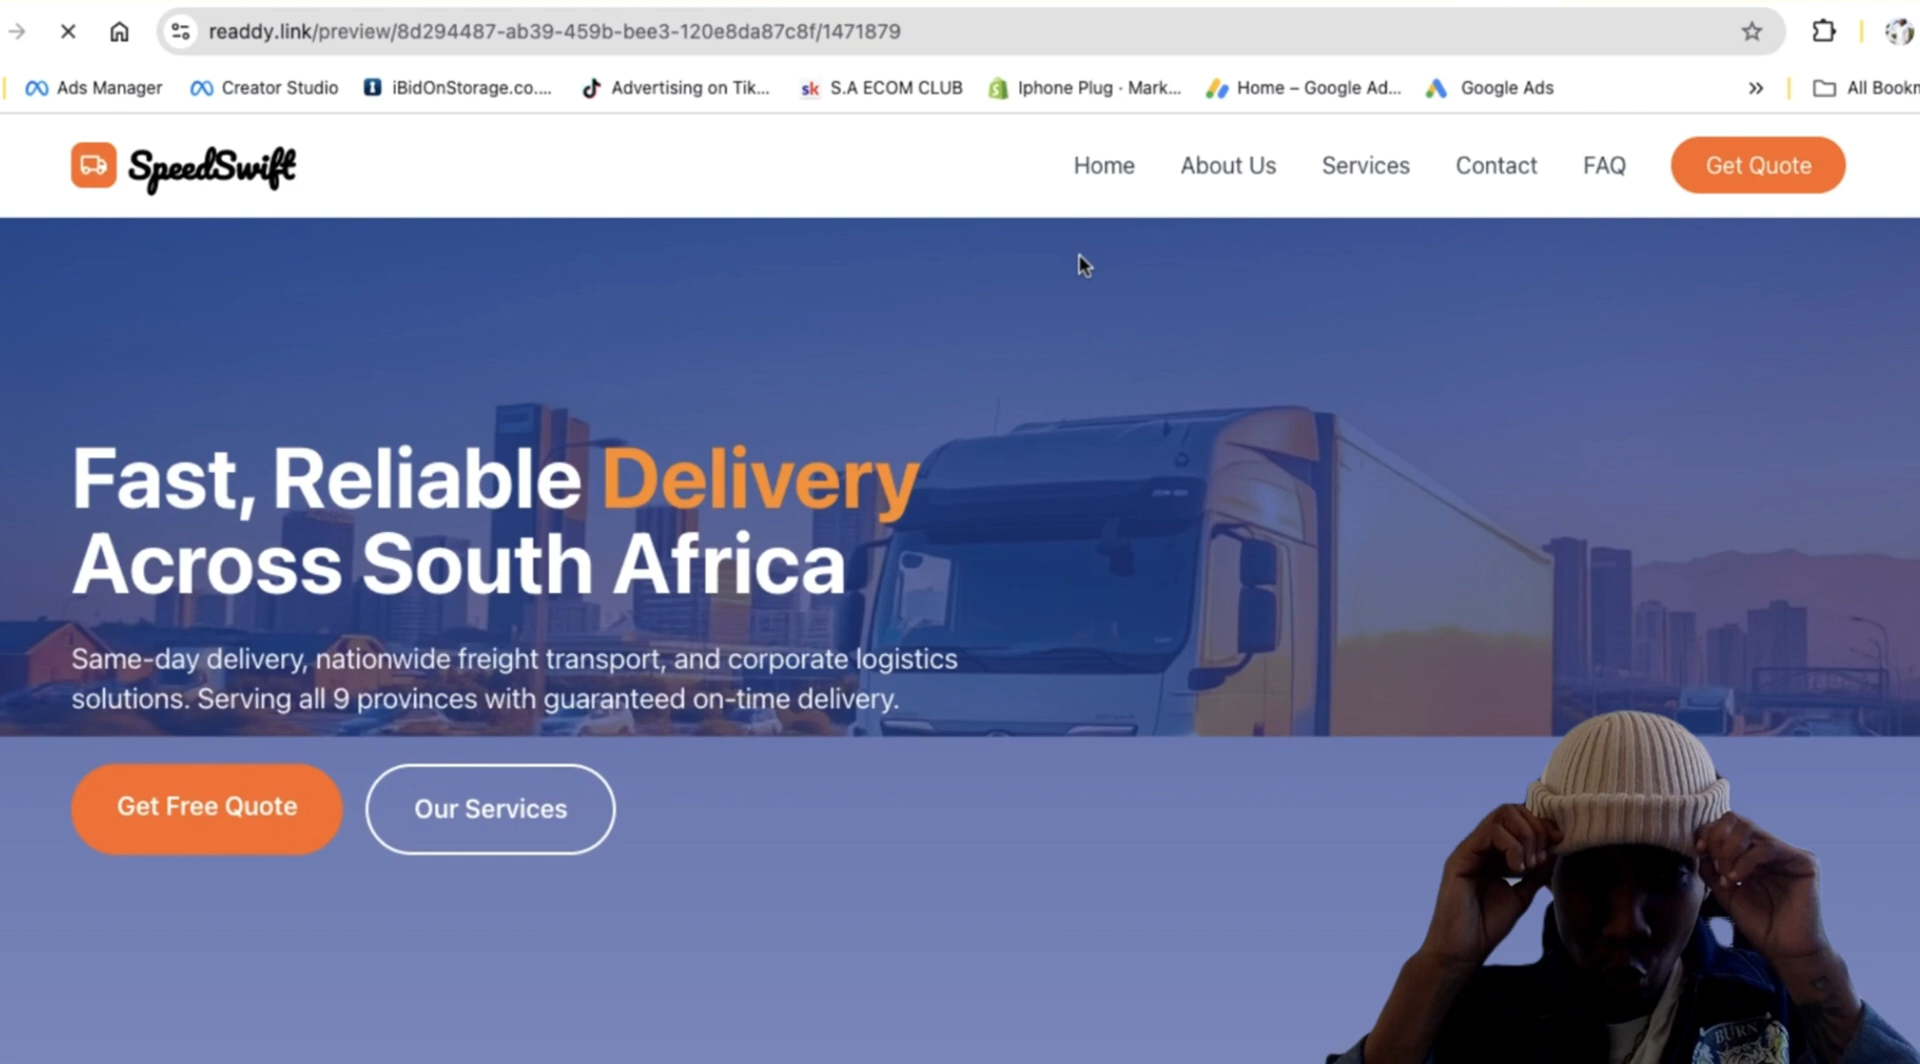 readdy.link/preview/8d294487-ab39-459b-bee3-120e8da87c8f/1471879
Ads Manager
Creator Studio
iBidOnStorage.co....
Advertising on Tik...
sk S.A ECOM CLUB
Iphone Plug · Mark...
Home – Google Ad...
Google Ads
»
All Bookn
SpeedSwift
Home
About Us
Services
Contact
FAQ
Get Quote
Fast, Reliable Delivery
Across South Africa
Same-day delivery, nationwide freight transport, and corporate logistics
solutions. Serving all 9 provinces with guaranteed on-time delivery.
Get Free Quote
Our Services
BURN